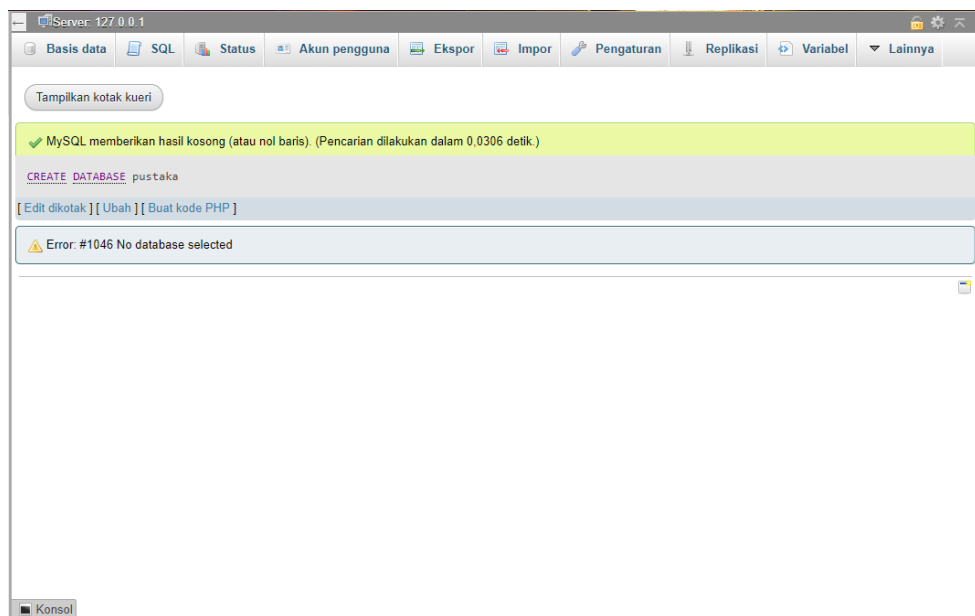 Server: 127.0.0.1
Basis data SQL Status Akun pengguna Ekspor Impor Pengaturan Replikasi Variabel Lainnya
Tampilkan kotak kueri
MySQL memberikan hasil kosong (atau nol baris). (Pencarian dilakukan dalam 0,0306 detik.)
CREATE DATABASE pustaka
[ Edit dikotak ] [ Ubah ] [ Buat kode PHP ]
Error: #1046 No database selected
Konsol